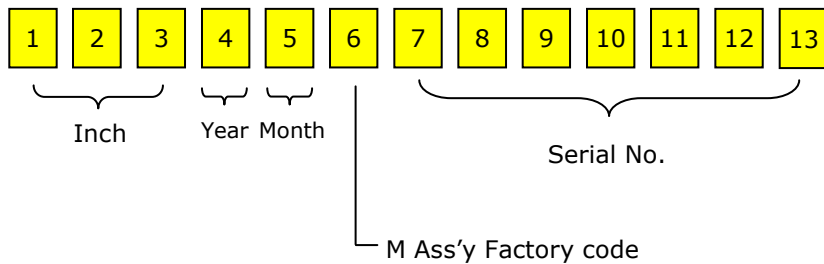 1 2 3 4 5 6 7 8 9 10 11 12 13
Inch
Year Month
Serial No.
M Ass’y Factory code